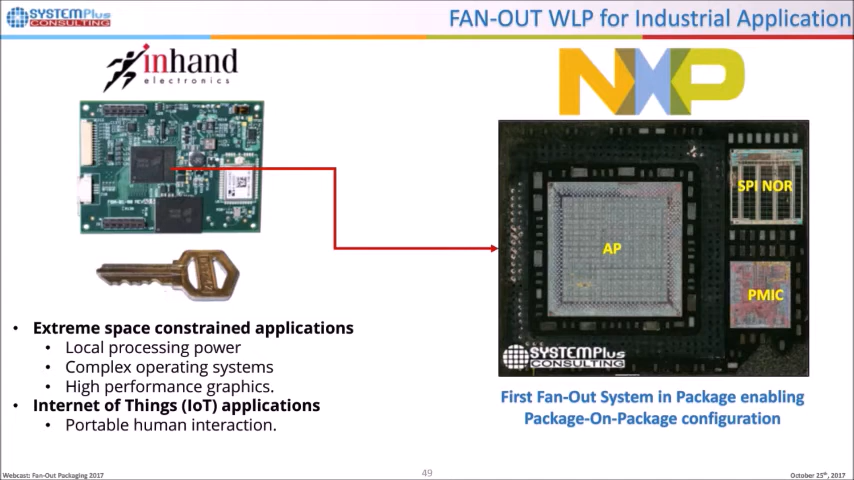 SYSTEMPlus
CONSULTING
FAN-OUT WLP for Industrial Application
inhand
electronics
NXP
SPI NOR
AP
PMIC
SYSTEMPlus
CONSULTING
• Extreme space constrained applications
• Local processing power
• Complex operating systems
• High performance graphics.
• Internet of Things (IoT) applications
• Portable human interaction.
First Fan-Out System in Package enabling
Package-On-Package configuration
Webcast: Fan-Out Packaging 2017
49
October 25th, 2017